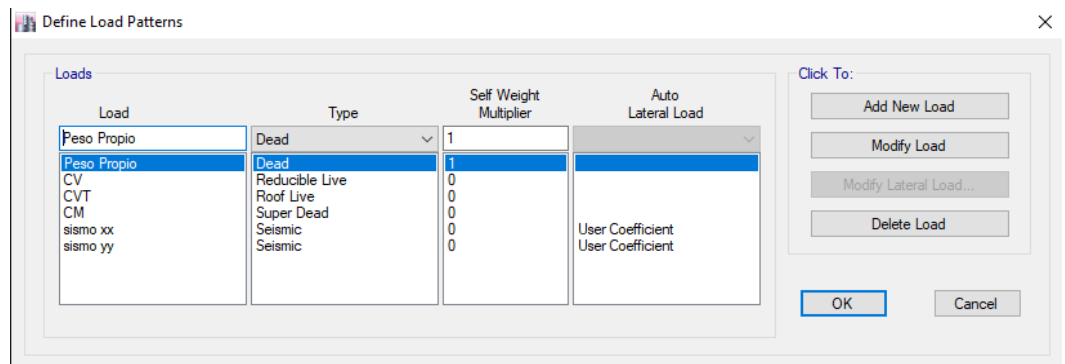 Define Load Patterns
Loads
Click To:
Load Type Self Weight Multiplier Auto Lateral Load
Peso Propio Dead 1
Peso Propio Dead 1
CV Reducible Live 0
CVT Roof Live 0
CM Super Dead 0
sismo xx Seismic 0 User Coefficient
sismo yy Seismic 0 User Coefficient
Add New Load
Modify Load
Modify Lateral Load...
Delete Load
OK Cancel